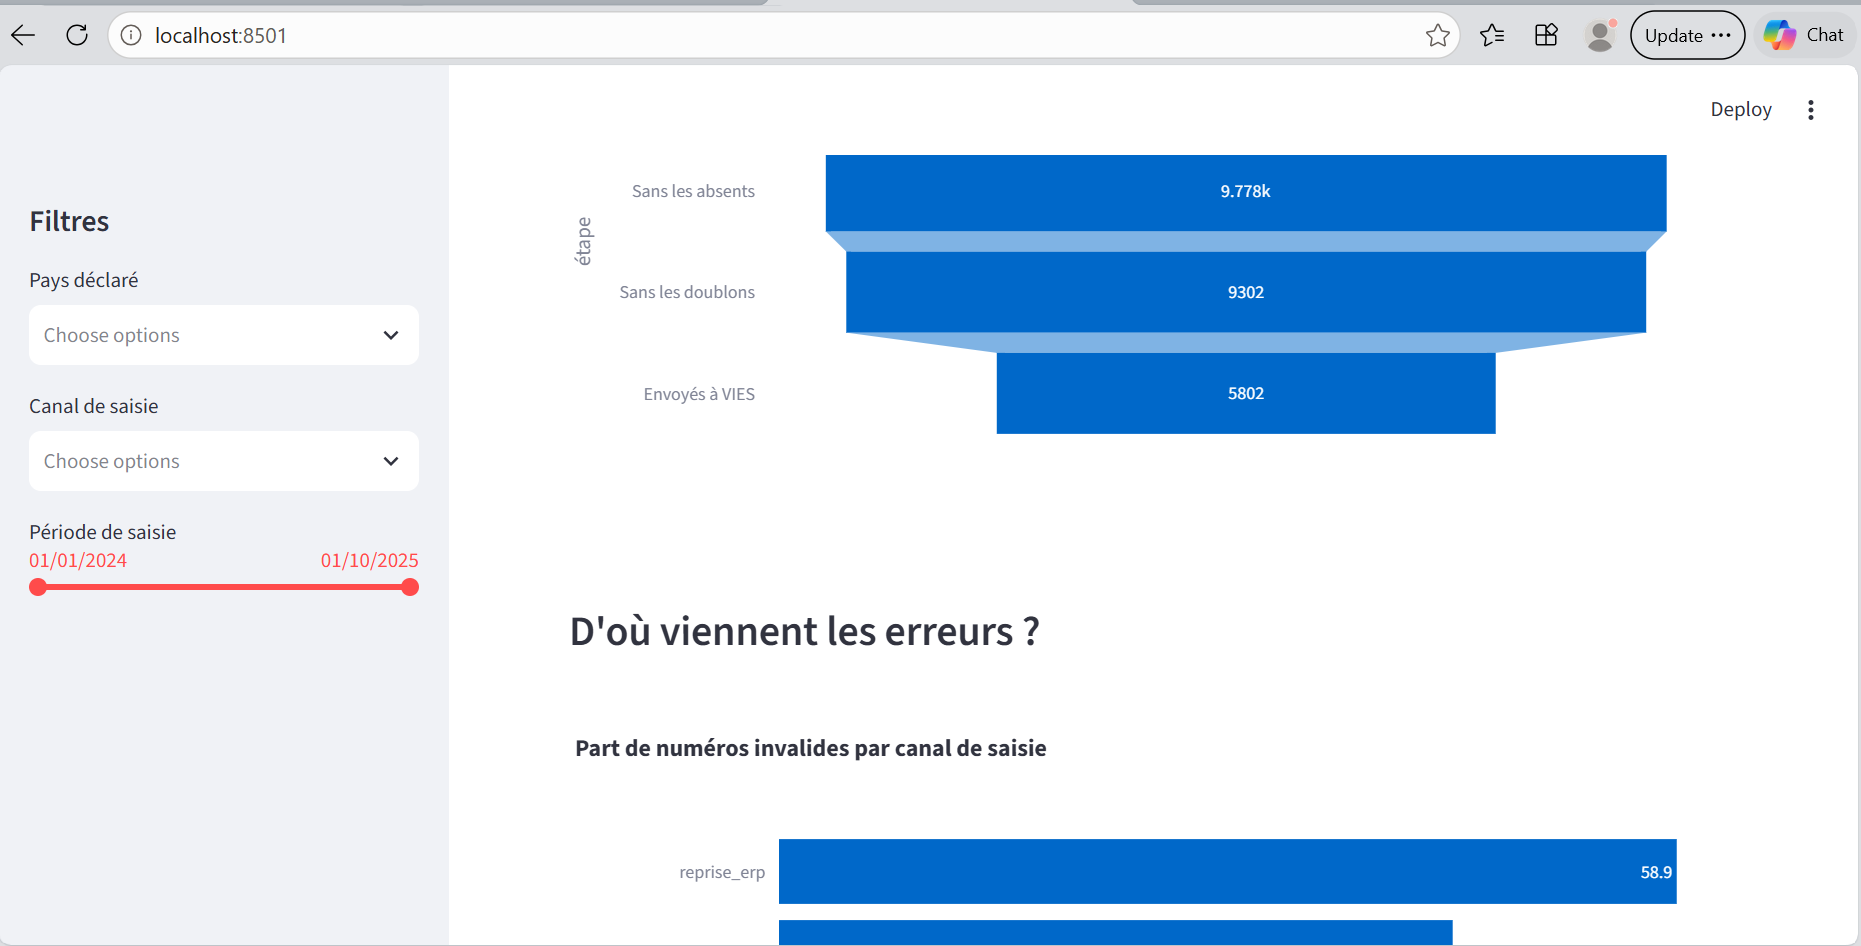 localhost:8501
Update
Chat
Deploy
Filtres
Pays déclaré
Choose options
Canal de saisie
Choose options
Période de saisie
01/01/2024 01/10/2025
étape
Sans les absents 9.778k
Sans les doublons 9302
Envoyés à VIES 5802
D'où viennent les erreurs ?
Part de numéros invalides par canal de saisie
reprise_erp 58.9